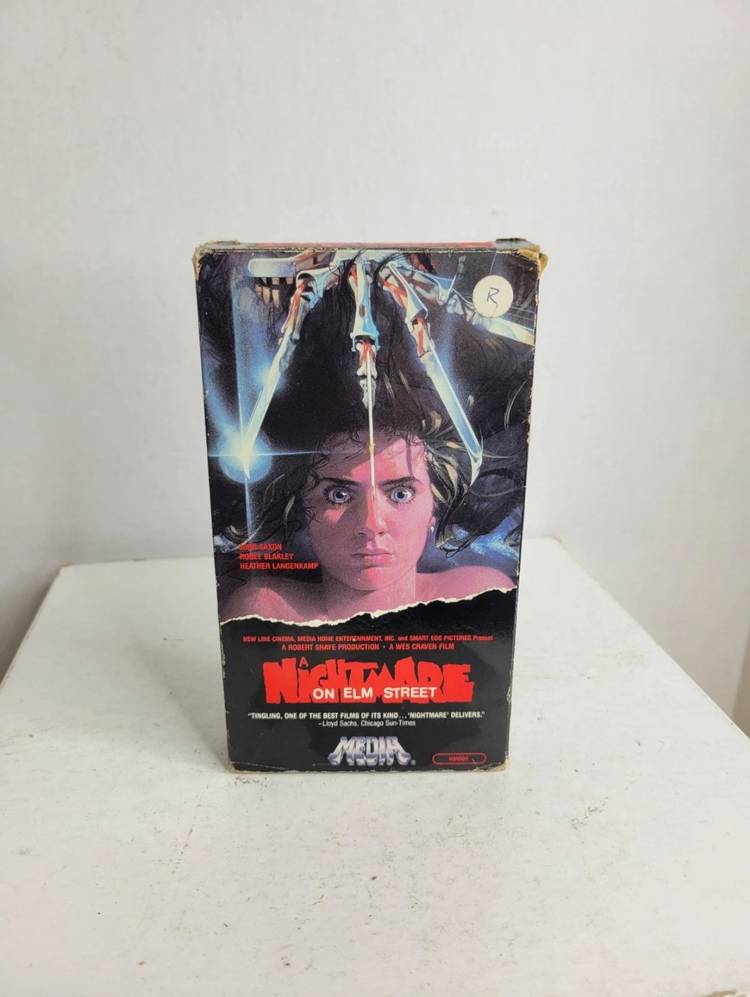 R
JOHN SAXON
RONEE BLAKLEY
HEATHER LANGENKAMP
NEW LINE CINEMA, MEDIA HOME ENTERTAINMENT, INC. and SMART EGG PICTURES Present
A ROBERT SHAYE PRODUCTION - A WES CRAVEN FILM
A
NIGHTMARE
ON ELM STREET
"TINGLING, ONE OF THE BEST FILMS OF ITS KIND...'NIGHTMARE' DELIVERS."
–Lloyd Sachs, Chicago Sun-Times
MEDIA®
HORROR